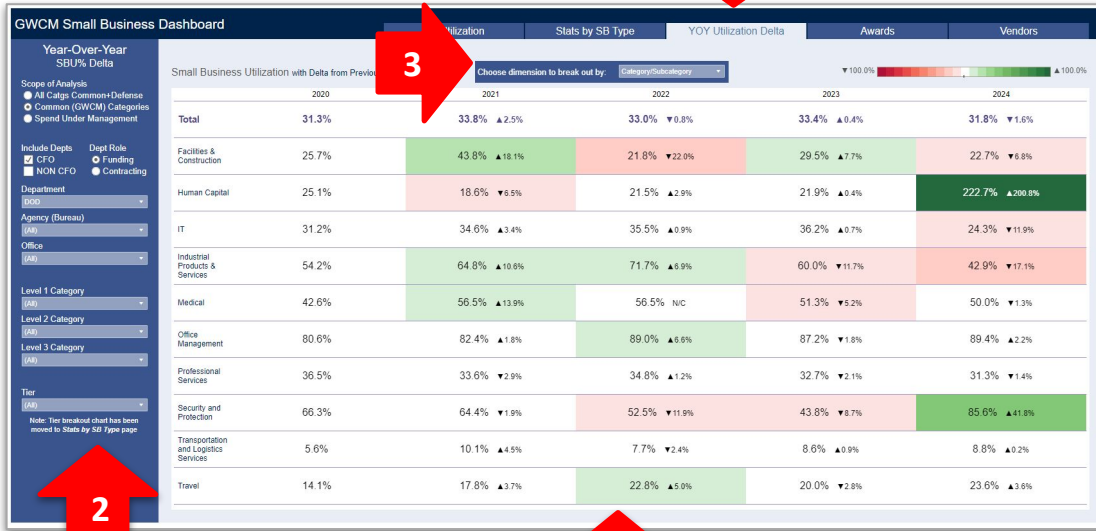 GWCM Small Business Dashboard
Utilization
Stats by SB Type
YOY Utilization Delta
Awards
Vendors
Year-Over-Year
SBU% Delta
Scope of Analysis
All Catgs Common+Defense
Common (GWCM) Categories
Spend Under Management
Include Depts Dept Role
CFO Funding
NON CFO Contracting
Department
DOD
Agency (Bureau)
(All)
Office
(All)
Level 1 Category
(All)
Level 2 Category
(All)
Level 3 Category
(All)
Tier
(All)
Note: Tier breakout chart has been
moved to Stats by SB Type page
2
3
Small Business Utilization with Delta from Previou
Choose dimension to break out by: Category/Subcategory
▼100.0% ▲100.0%
2020 2021 2022 2023 2024
Total 31.3% 33.8% ▲2.5% 33.0% ▼0.8% 33.4% ▲0.4% 31.8% ▼1.6%
Facilities &
Construction 25.7% 43.8% ▲18.1% 21.8% ▼22.0% 29.5% ▲7.7% 22.7% ▼6.8%
Human Capital 25.1% 18.6% ▼6.5% 21.5% ▲2.9% 21.9% ▲0.4% 222.7% ▲200.8%
IT 31.2% 34.6% ▲3.4% 35.5% ▲0.9% 36.2% ▲0.7% 24.3% ▼11.9%
Industrial
Products &
Services 54.2% 64.8% ▲10.6% 71.7% ▲6.9% 60.0% ▼11.7% 42.9% ▼17.1%
Medical 42.6% 56.5% ▲13.9% 56.5% N/C 51.3% ▼5.2% 50.0% ▼1.3%
Office
Management 80.6% 82.4% ▲1.8% 89.0% ▲6.6% 87.2% ▼1.8% 89.4% ▲2.2%
Professional
Services 36.5% 33.6% ▼2.9% 34.8% ▲1.2% 32.7% ▼2.1% 31.3% ▼1.4%
Security and
Protection 66.3% 64.4% ▼1.9% 52.5% ▼11.9% 43.8% ▼8.7% 85.6% ▲41.8%
Transportation
and Logistics
Services 5.6% 10.1% ▲4.5% 7.7% ▼2.4% 8.6% ▲0.9% 8.8% ▲0.2%
Travel 14.1% 17.8% ▲3.7% 22.8% ▲5.0% 20.0% ▼2.8% 23.6% ▲3.6%